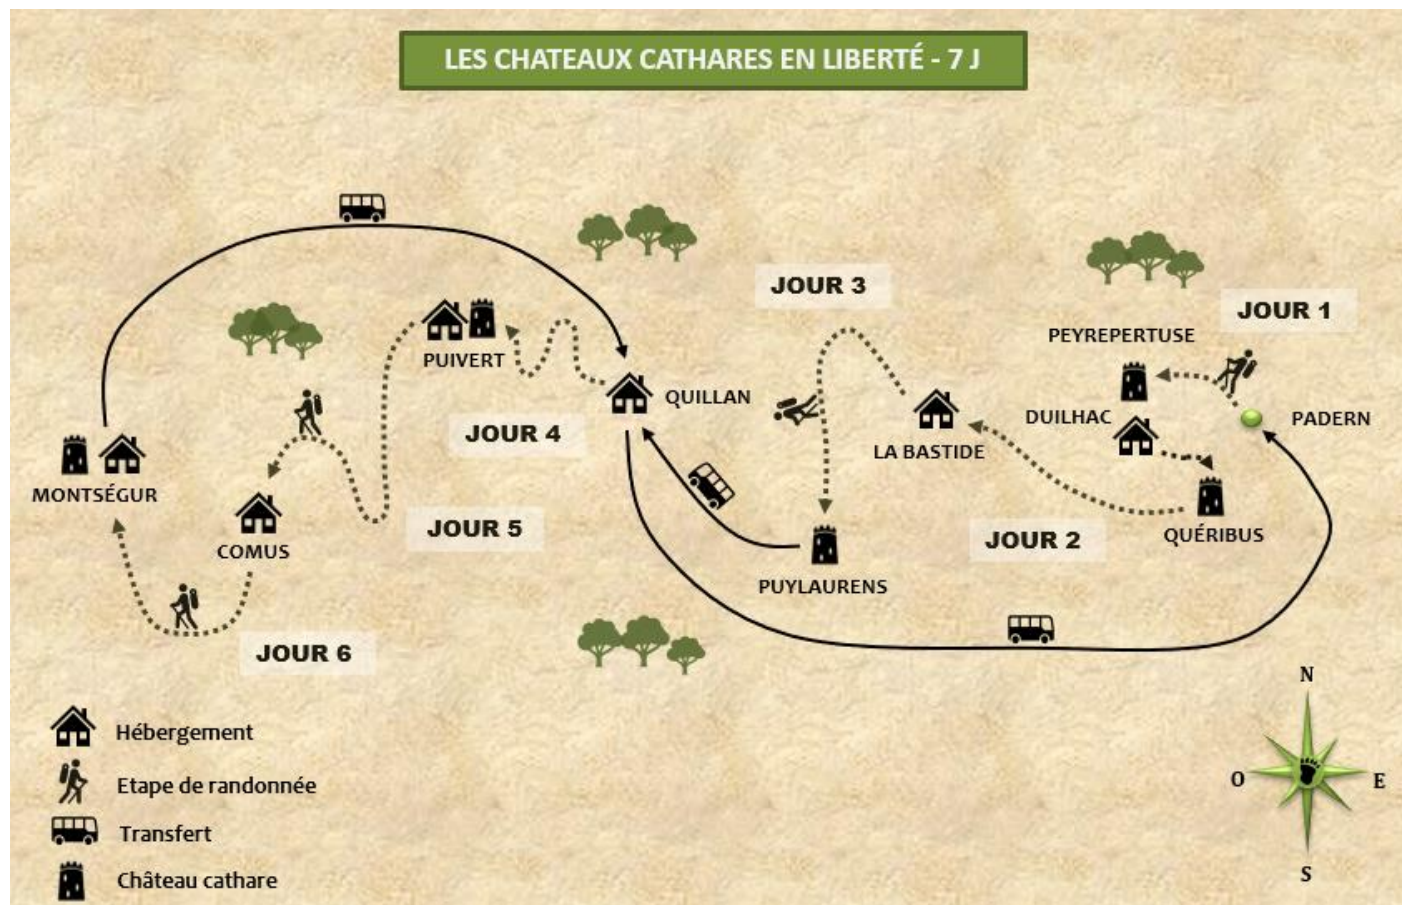 LES CHATEAUX CATHARES EN LIBERTÉ - 7 J
JOUR 3
JOUR 1
PEYREPERTUSE
PUIVERT
QUILLAN
DUILHAC
PADERN
JOUR 4
LA BASTIDE
MONTSÉGUR
JOUR 5
JOUR 2
QUÉRIBUS
COMUS
PUYLAURENS
JOUR 6
N
O
E
S
Hébergement
Etape de randonnée
Transfert
Château cathare